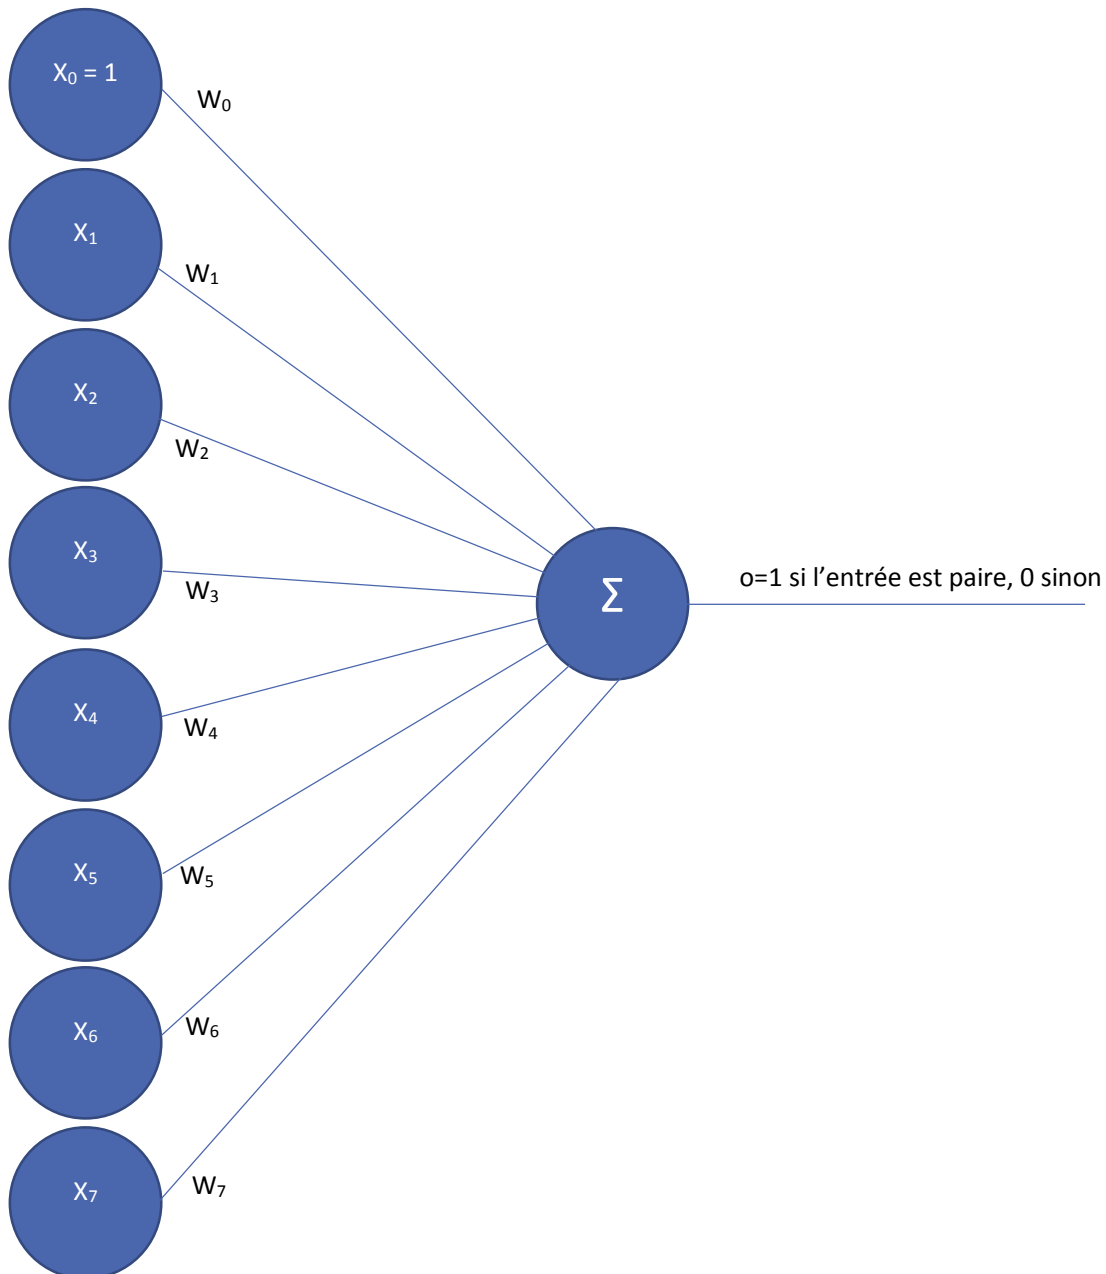 X₀ = 1
W₀
X₁
W₁
X₂
W₂
X₃
W₃
Σ
o=1 si l’entrée est paire, 0 sinon
X₄
W₄
X₅
W₅
X₆
W₆
X₇
W₇